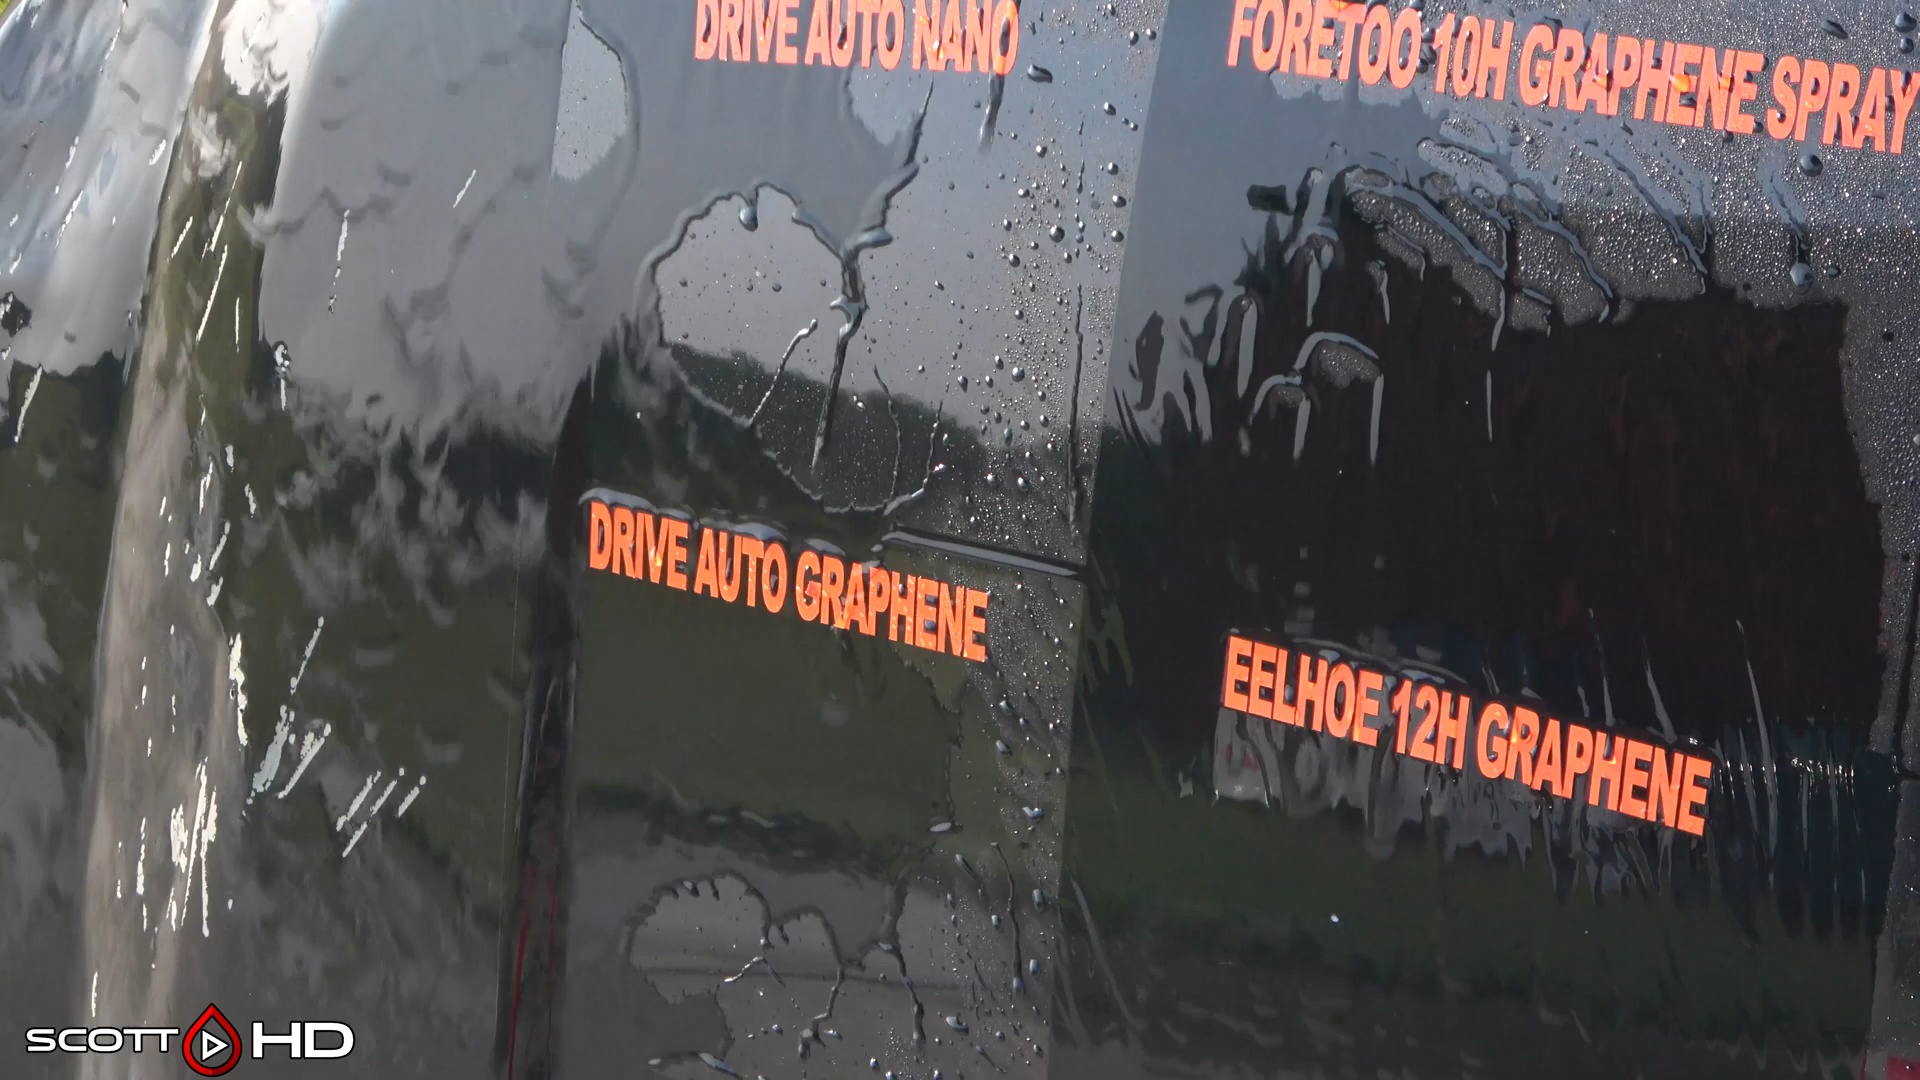 DRIVE AUTO NANO
FORETOO 10H GRAPHENE SPRAY
DRIVE AUTO GRAPHENE
EELHOE 12H GRAPHENE
SCOTT HD